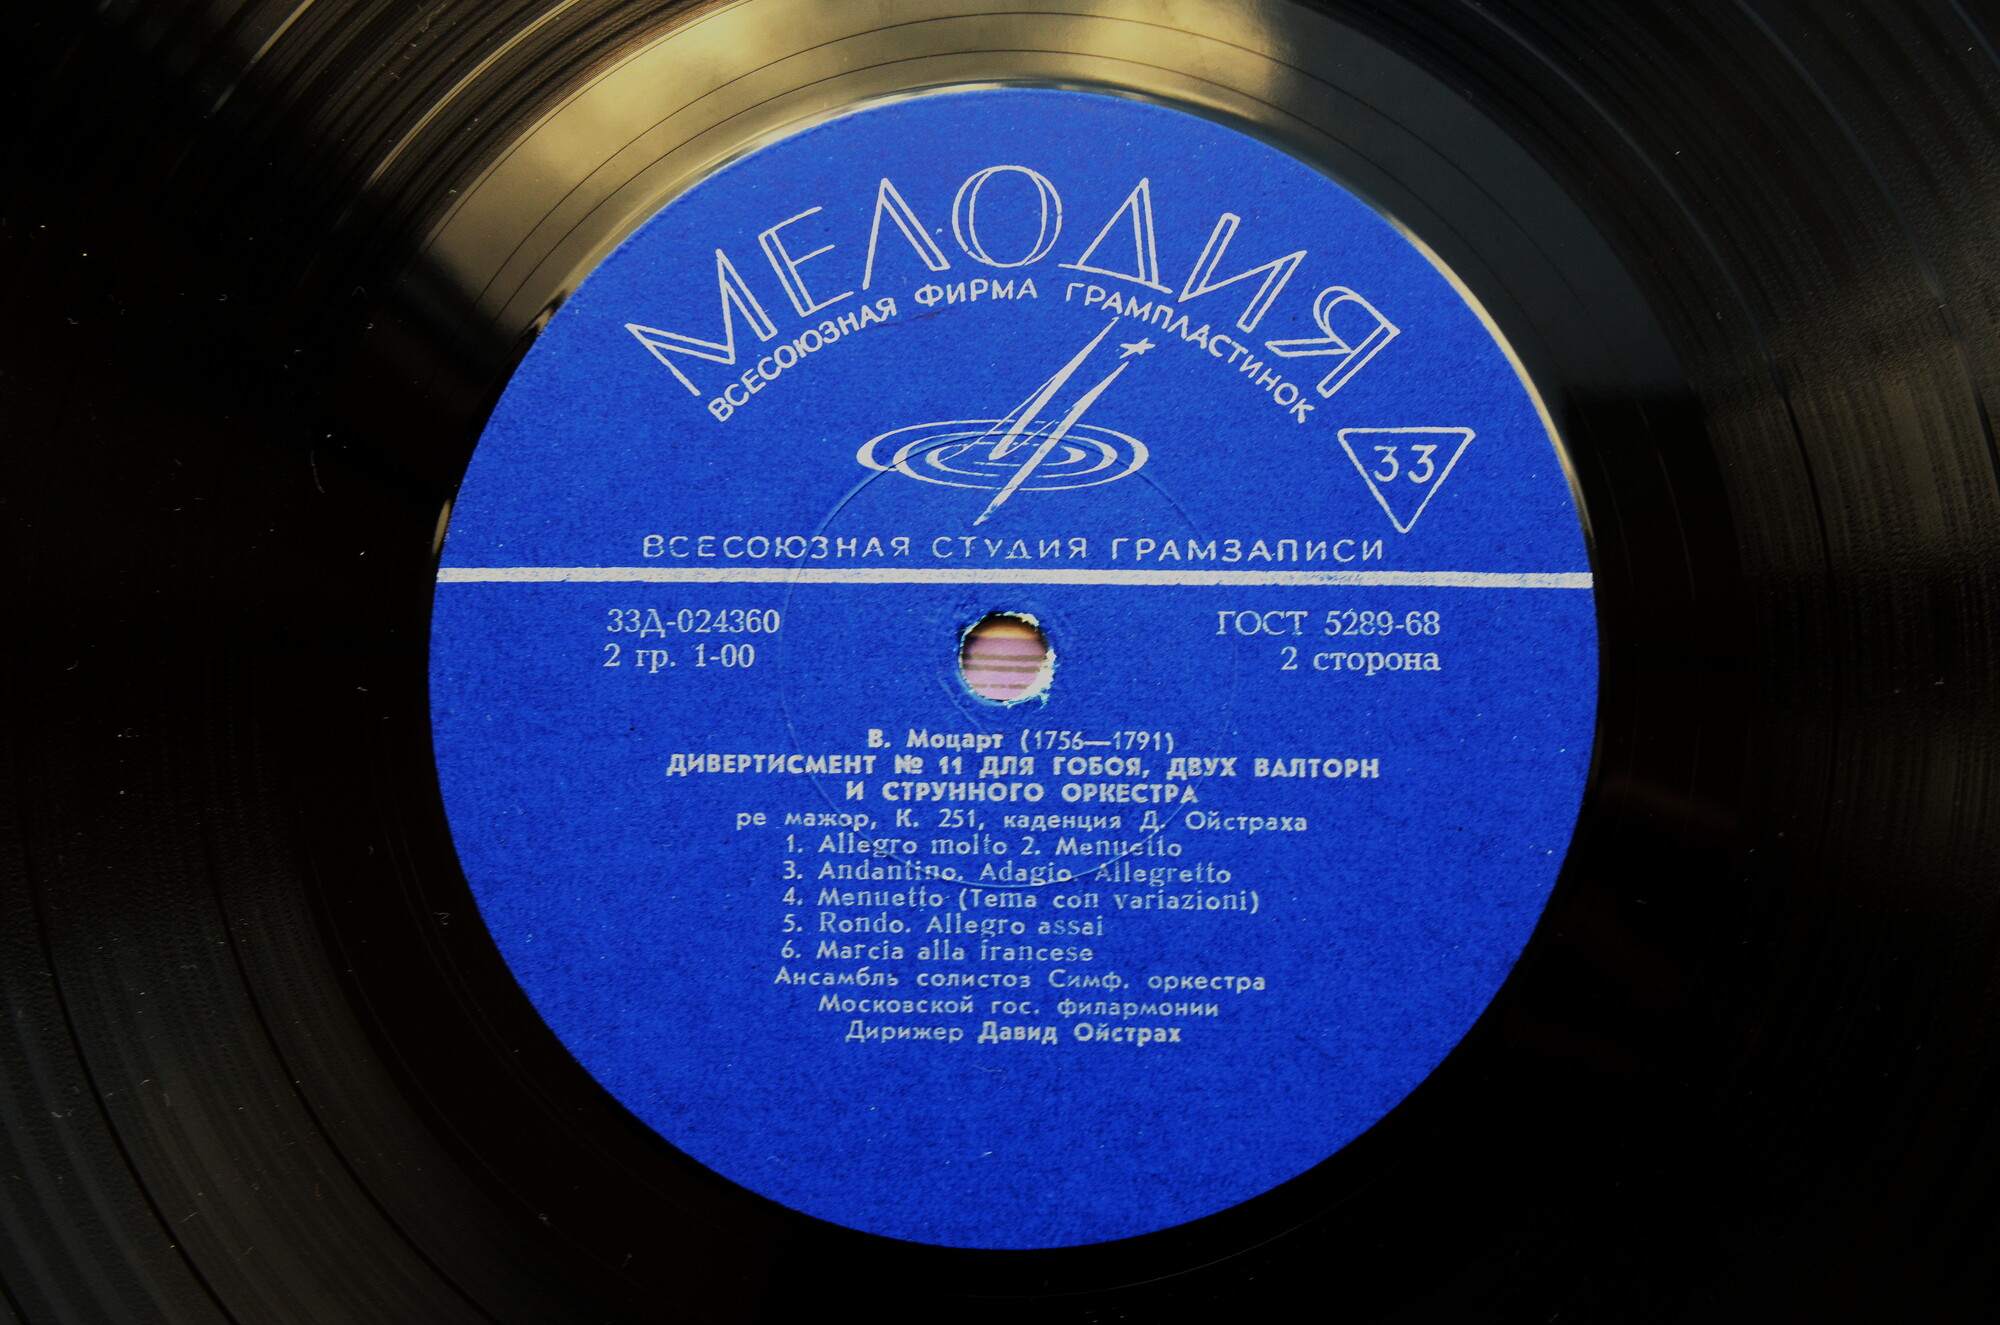 МЕЛОДИЯ
ВСЕСОЮЗНАЯ ФИРМА ГРАМПЛАСТИНОК
33
ВСЕСОЮЗНАЯ СТУДИЯ ГРАМЗАПИСИ
33Д-024360
ГОСТ 5289-68
2 гр. 1-00
2 сторона
В. Моцарт (1756—1791)
ДИВЕРТИСМЕНТ № 11 ДЛЯ ГОБОЯ, ДВУХ ВАЛТОРН
И СТРУННОГО ОРКЕСТРА
ре мажор, К. 251, каденция Д. Ойстраха
1. Allegro molto 2. Menuetto
3. Andantino. Adagio. Allegretto
4. Menuetto (Tema con variazioni)
5. Rondo. Allegro assai
6. Marcia alla francese
Ансамбль солистоз Симф. оркестра
Московской гос. филармонии
Дирижер Давид Ойстрах